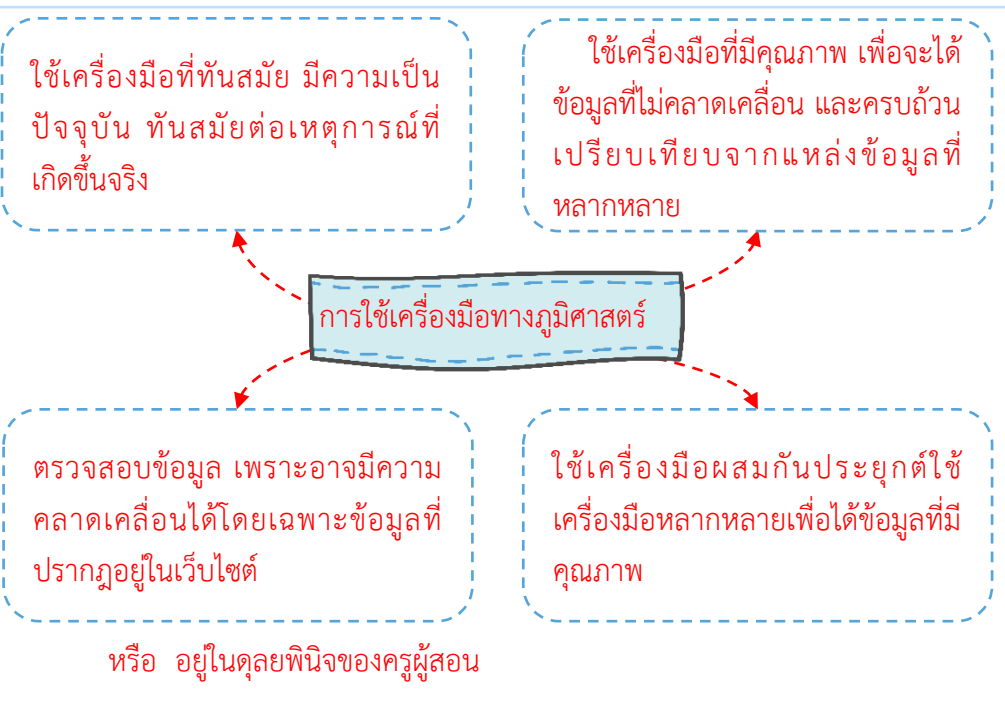 ใช้เครื่องมือที่ทันสมัย มีความเป็น
ปัจจุบัน ทันสมัยต่อเหตุการณ์ที่
เกิดขึ้นจริง
ใช้เครื่องมือที่มีคุณภาพ เพื่อจะได้
ข้อมูลที่ไม่คลาดเคลื่อน และครบถ้วน
เปรียบเทียบจากแหล่งข้อมูลที่
หลากหลาย
การใช้เครื่องมือทางภูมิศาสตร์
ตรวจสอบข้อมูล เพราะอาจมีความ
คลาดเคลื่อนได้โดยเฉพาะข้อมูลที่
ปรากฏอยู่ในเว็บไซต์
ใช้เครื่องมือผสมกันประยุกต์ใช้
เครื่องมือหลากหลายเพื่อได้ข้อมูลที่มี
คุณภาพ
หรือ อยู่ในดุลยพินิจของครูผู้สอน